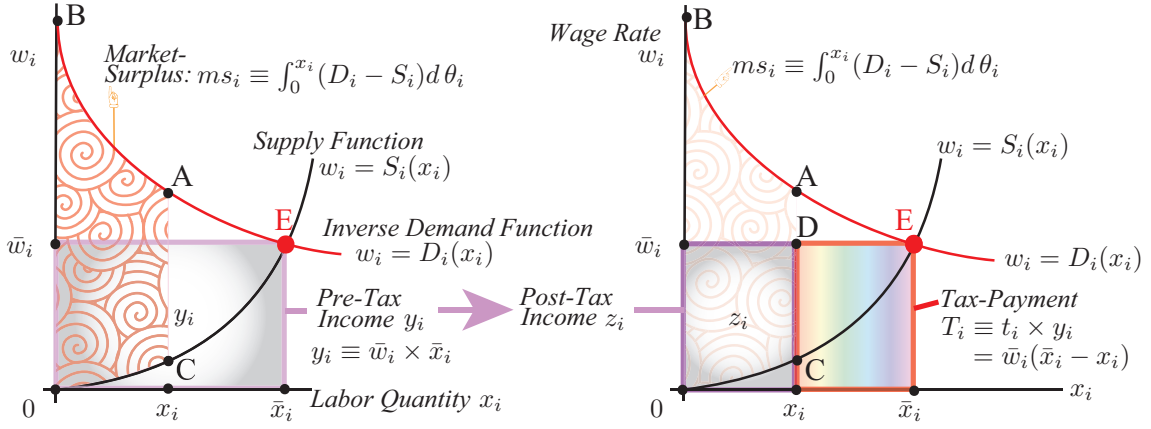 B
w_i
Market-
Surplus: ms_i ≡ ∫_0^{x_i}(D_i − S_i)d θ_i
Supply Function
w_i = S_i(x_i)
A
E
w̄_i
Inverse Demand Function
w_i = D_i(x_i)
y_i
Pre-Tax
Income y_i
y_i ≡ w̄_i × x̄_i
C
0
x_i
x̄_i
Labor Quantity x_i
B
Wage Rate
w_i
ms_i ≡ ∫_0^{x_i}(D_i − S_i)d θ_i
w_i = S_i(x_i)
A
E
w̄_i
D
w_i = D_i(x_i)
Post-Tax
Income z_i
z_i
Tax-Payment
T_i ≡ t_i × y_i
= w̄_i(x̄_i − x_i)
C
0
x_i
x̄_i
x_i